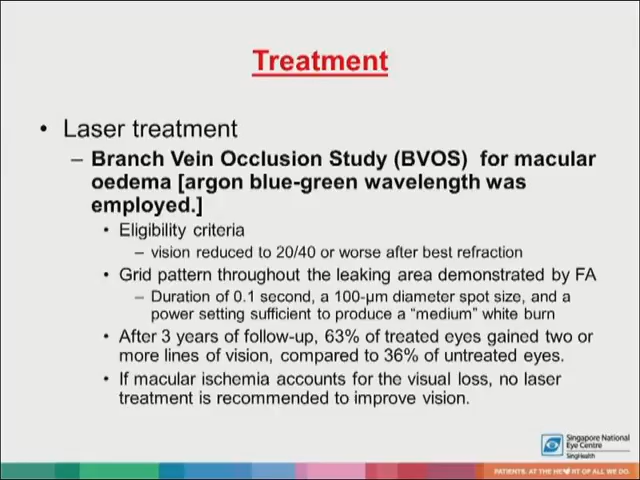 Treatment
• Laser treatment
– Branch Vein Occlusion Study (BVOS) for macular
oedema [argon blue-green wavelength was
employed.]
• Eligibility criteria
– vision reduced to 20/40 or worse after best refraction
• Grid pattern throughout the leaking area demonstrated by FA
– Duration of 0.1 second, a 100-µm diameter spot size, and a
power setting sufficient to produce a “medium” white burn
• After 3 years of follow-up, 63% of treated eyes gained two or
more lines of vision, compared to 36% of untreated eyes.
• If macular ischemia accounts for the visual loss, no laser
treatment is recommended to improve vision.
Singapore National
Eye Centre
SingHealth
PATIENTS. AT THE HE♥RT OF ALL WE DO.